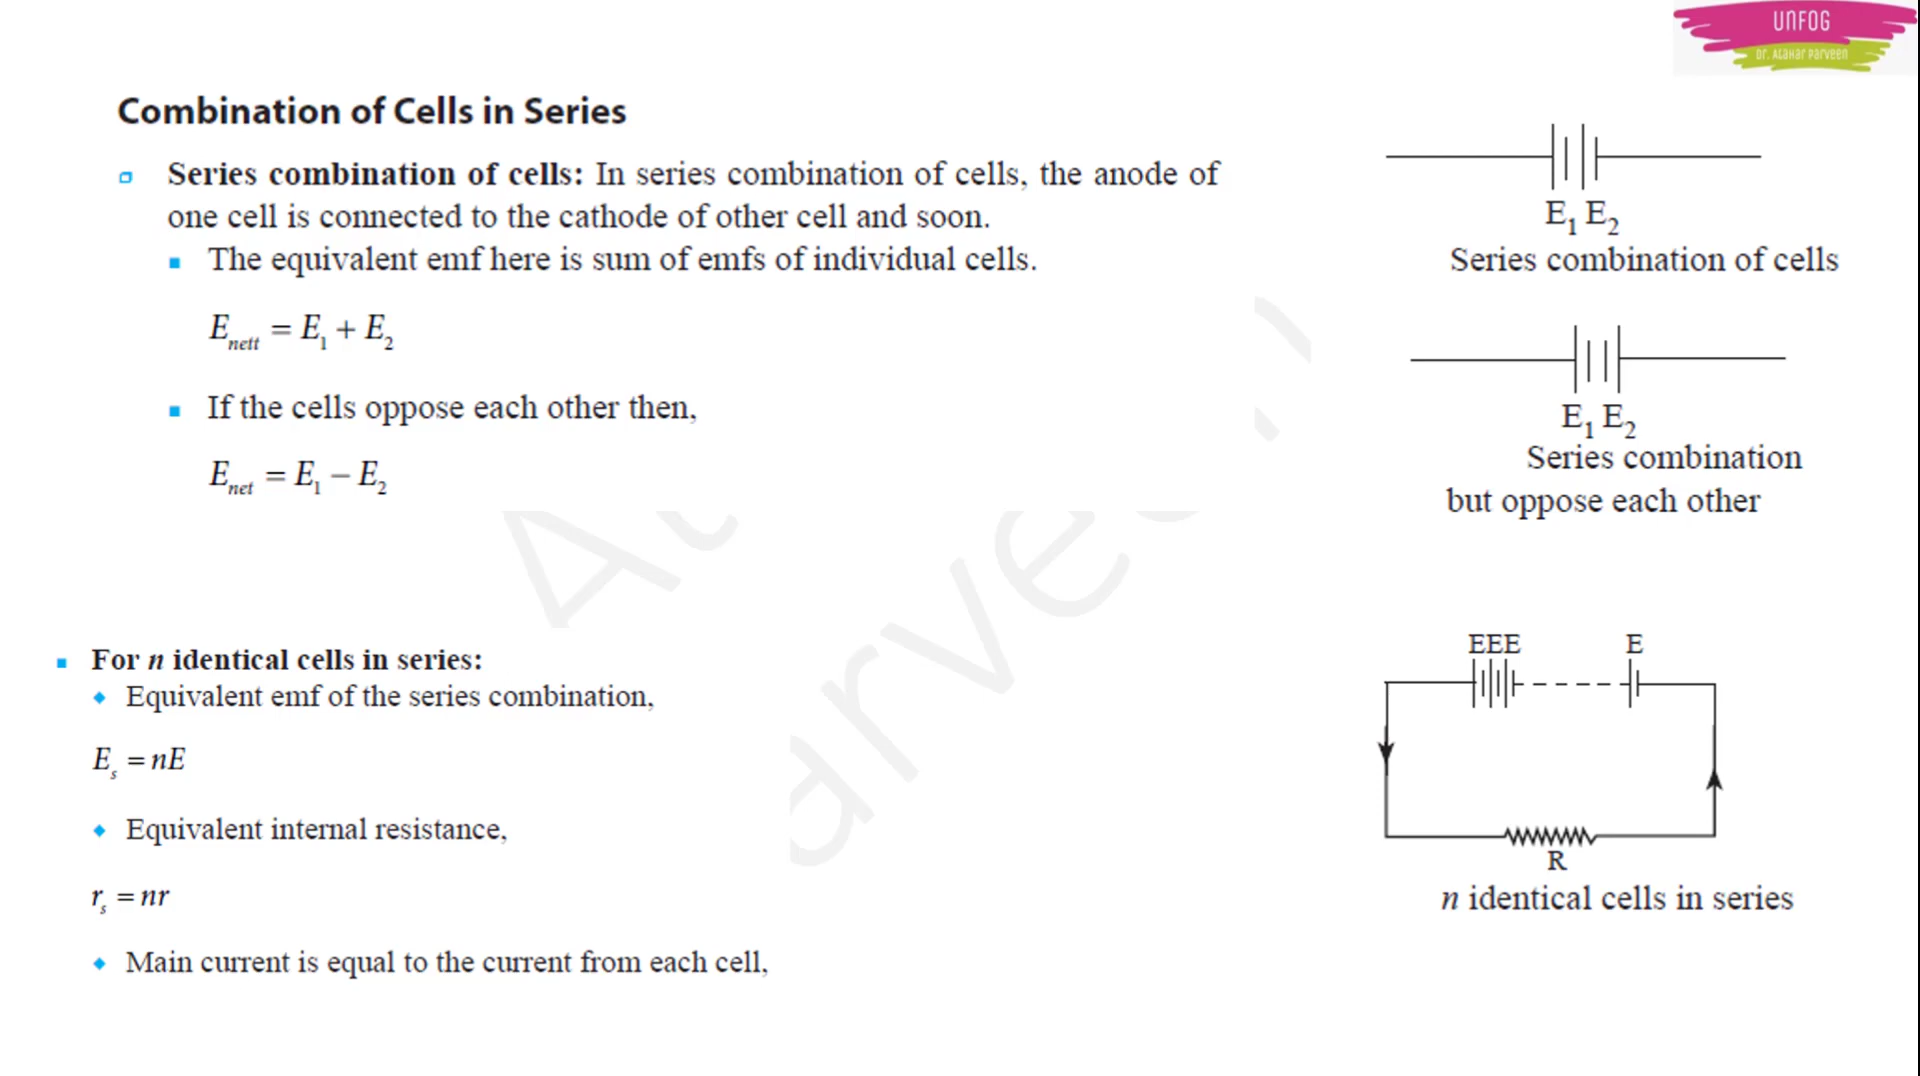 UNFOG
Dr. Atahar Parveen
Combination of Cells in Series
Series combination of cells: In series combination of cells, the anode of
one cell is connected to the cathode of other cell and soon.
The equivalent emf here is sum of emfs of individual cells.
E_nett = E_1 + E_2
If the cells oppose each other then,
E_net = E_1 − E_2
E_1 E_2
Series combination of cells
E_1 E_2
Series combination
but oppose each other
For n identical cells in series:
Equivalent emf of the series combination,
E_s = nE
Equivalent internal resistance,
r_s = nr
Main current is equal to the current from each cell,
EEE E
R
n identical cells in series